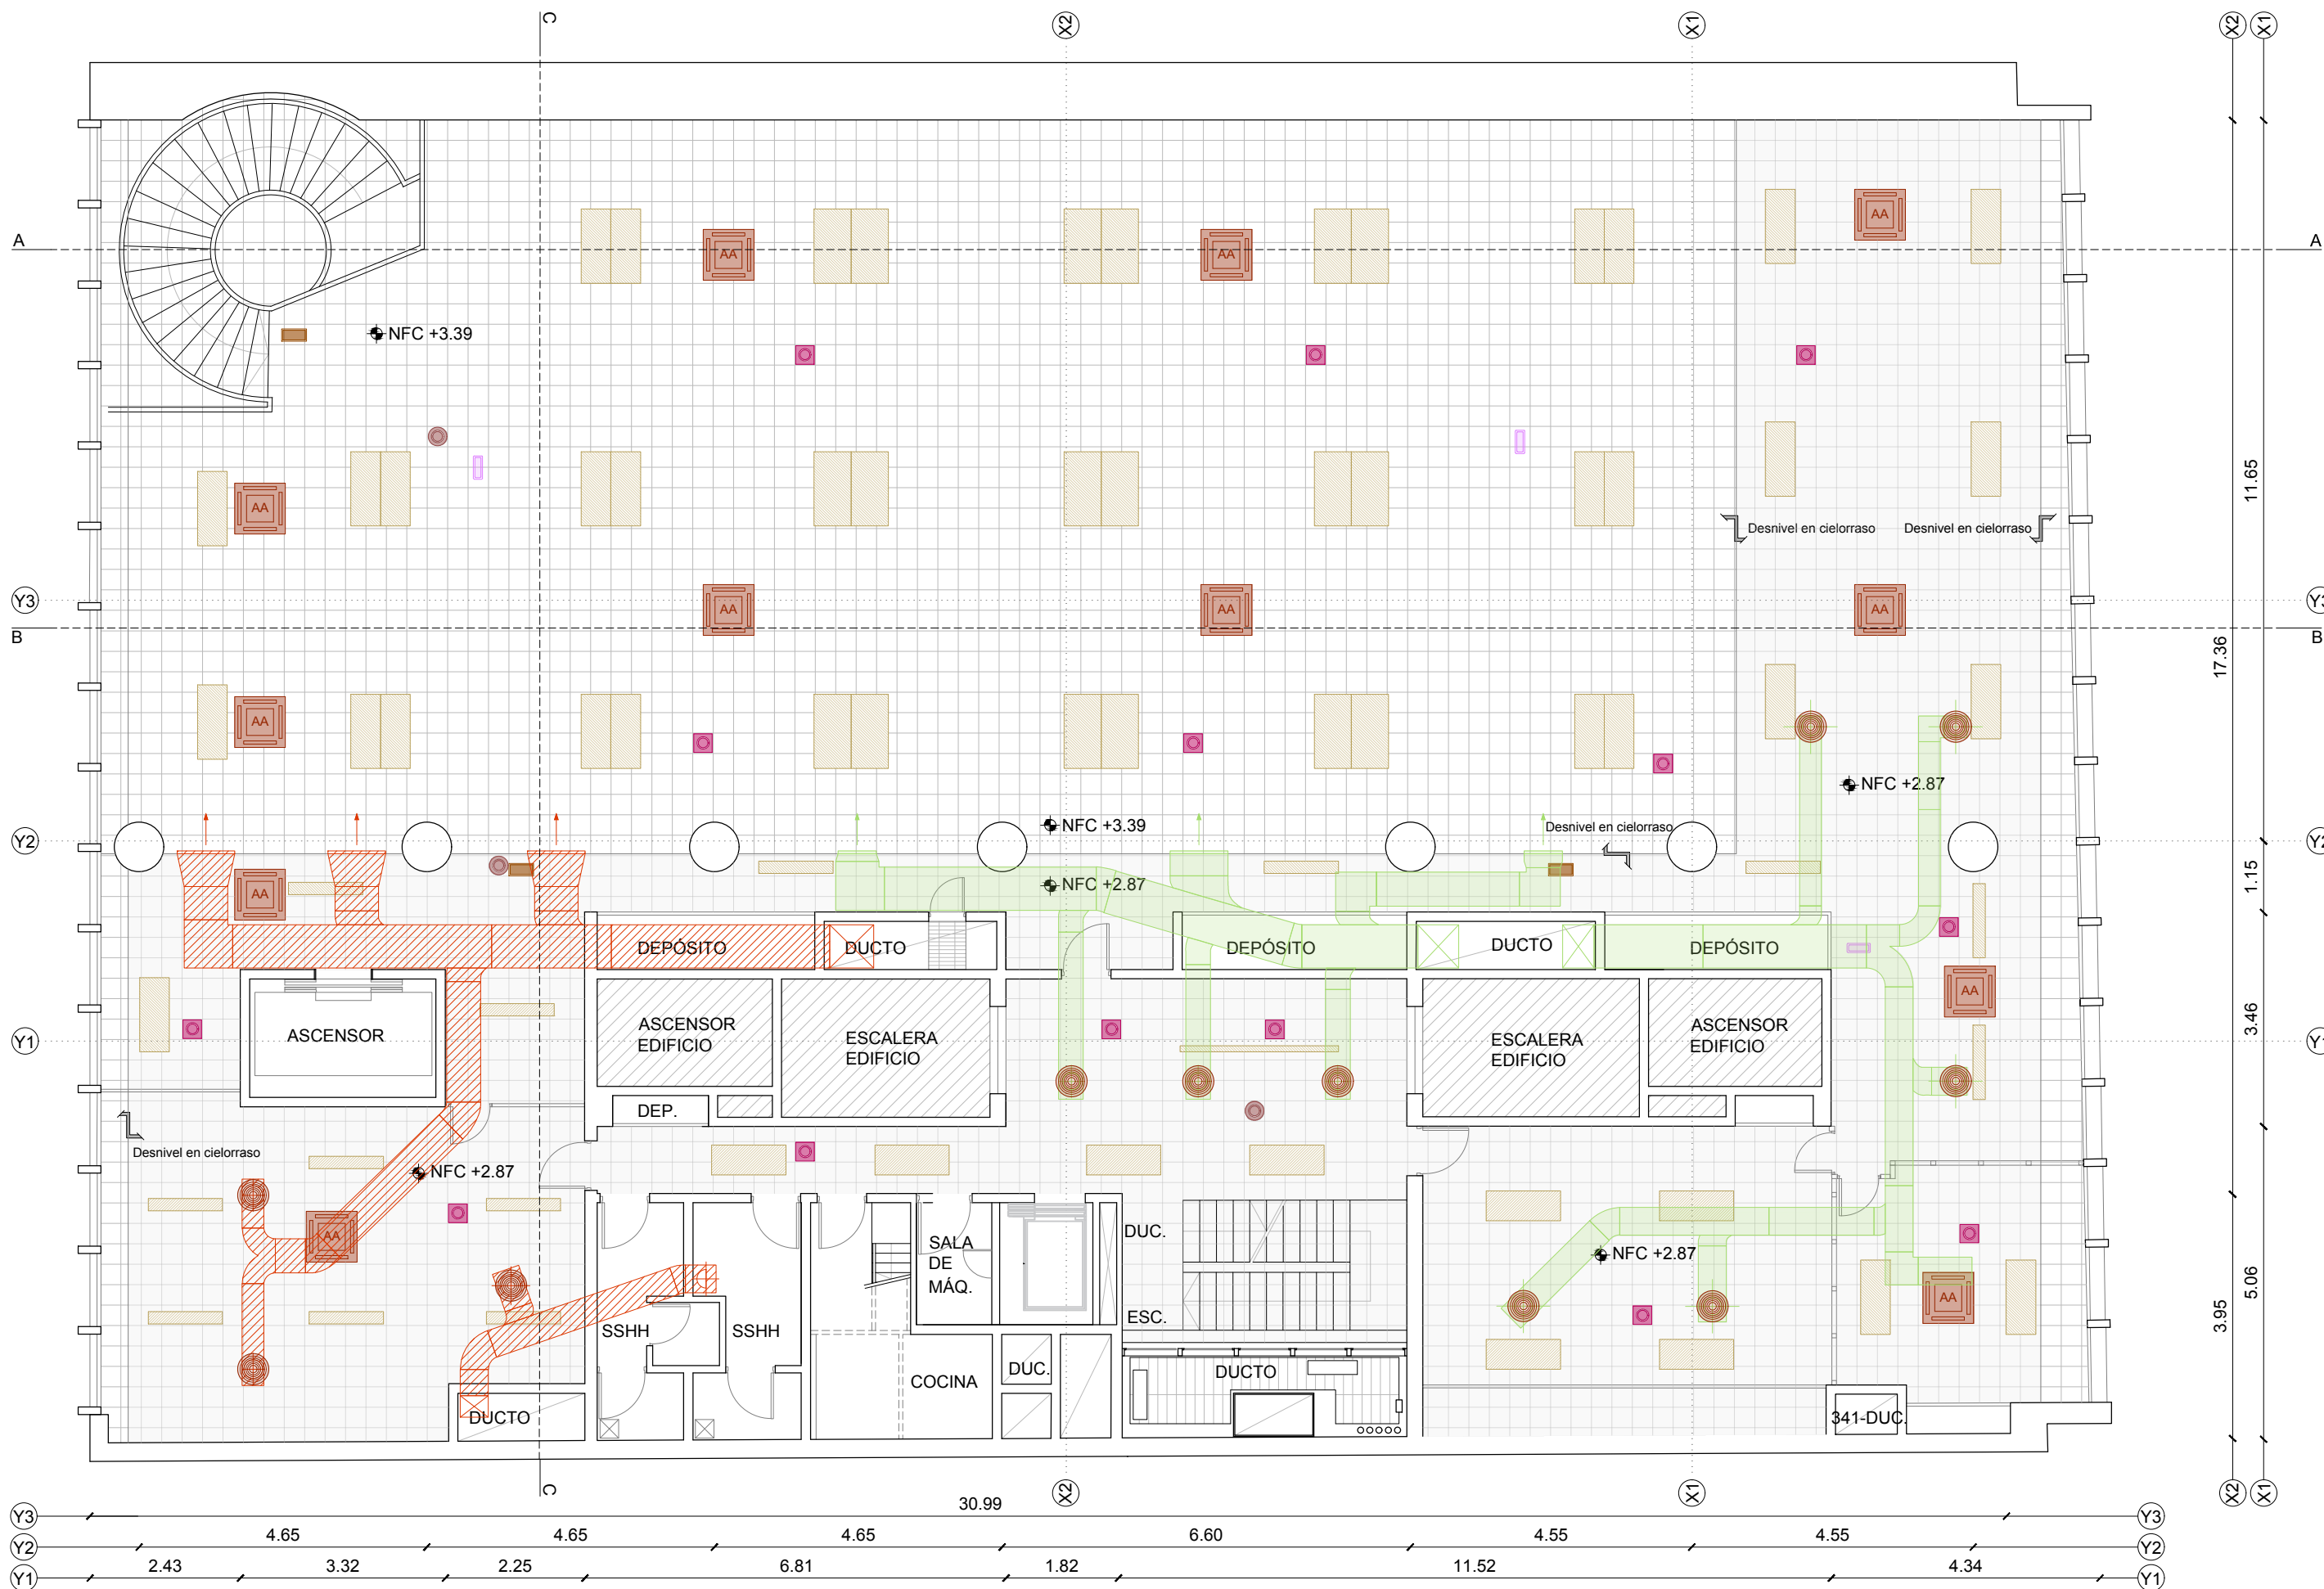 C
X2
X1
X2
X1
AA
A
A
AA
AA
NFC +3.39
11.65
AA
Desnivel en cielorraso
Desnivel en cielorraso
Y3
Y3
AA
AA
AA
B
B
17.36
AA
NFC +2.87
NFC +3.39
Desnivel en cielorraso
Y2
Y2
1.15
NFC +2.87
AA
DEPÓSITO
DUCTO
DEPÓSITO
DUCTO
DEPÓSITO
AA
3.46
ASCENSOR
ASCENSOR
EDIFICIO
ESCALERA
EDIFICIO
ESCALERA
EDIFICIO
ASCENSOR
EDIFICIO
Y1
Y1
DEP.
Desnivel en cielorraso
NFC +2.87
AA
SALA
DE
MÁQ.
DUC.
NFC +2.87
5.06
AA
3.95
SSHH
SSHH
ESC.
DUC.
DUCTO
COCINA
DUCTO
341-DUC.
C
X2
X1
X2
X1
30.99
Y3
Y3
4.65
4.65
4.65
6.60
4.55
4.55
Y2
Y2
2.43
3.32
2.25
6.81
1.82
11.52
4.34
Y1
Y1